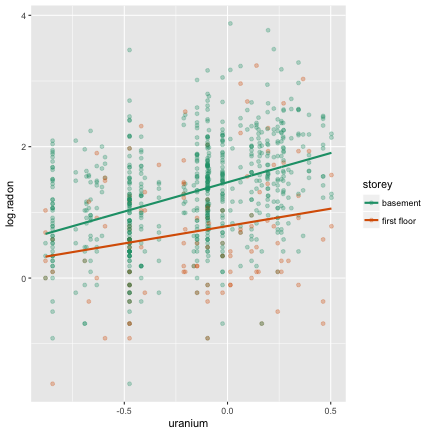 4
2
0
log.radon
-0.5
0.0
0.5
uranium
storey
basement
first floor